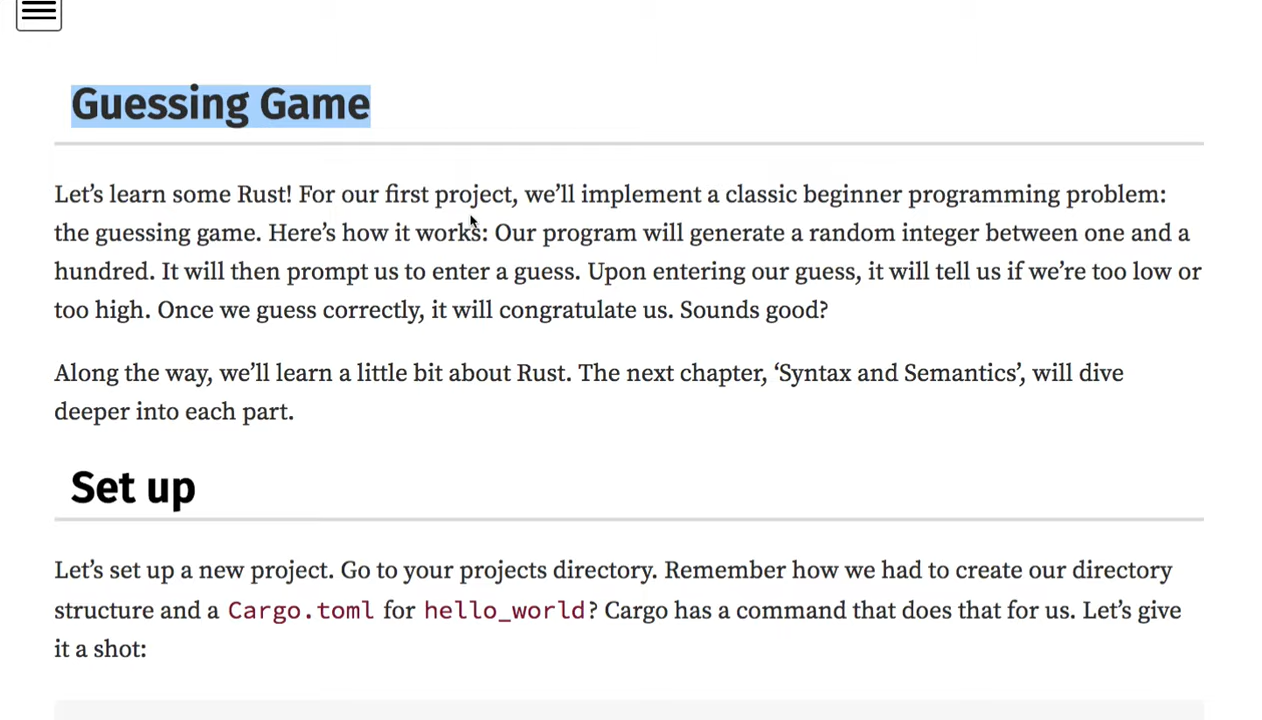 Guessing Game
Let’s learn some Rust! For our first project, we’ll implement a classic beginner programming problem:
the guessing game. Here’s how it works: Our program will generate a random integer between one and a
hundred. It will then prompt us to enter a guess. Upon entering our guess, it will tell us if we’re too low or
too high. Once we guess correctly, it will congratulate us. Sounds good?
Along the way, we’ll learn a little bit about Rust. The next chapter, ‘Syntax and Semantics’, will dive
deeper into each part.
Set up
Let’s set up a new project. Go to your projects directory. Remember how we had to create our directory
structure and a Cargo.toml for hello_world? Cargo has a command that does that for us. Let’s give
it a shot: